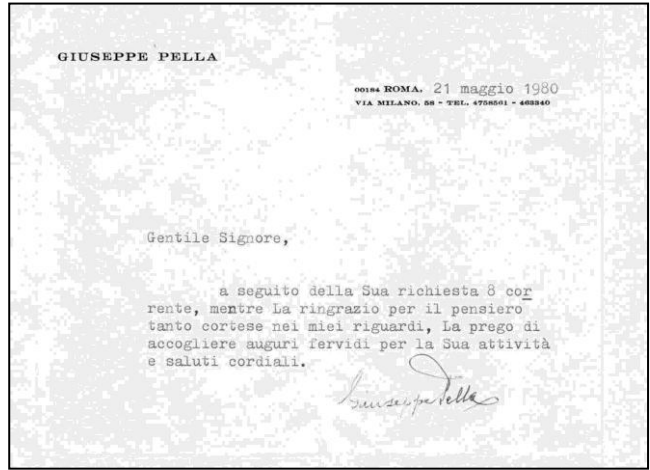 GIUSEPPE PELLA
00184 ROMA, 21 maggio 1980
VIA MILANO, 58 - TEL. 4758501 - 463340
Gentile Signore,
a seguito della Sua richiesta 8 cor
rente, mentre La ringrazio per il pensiero
tanto cortese nei miei riguardi, La prego di
accogliere auguri fervidi per la Sua attività
e saluti cordiali.
Giuseppe Pella